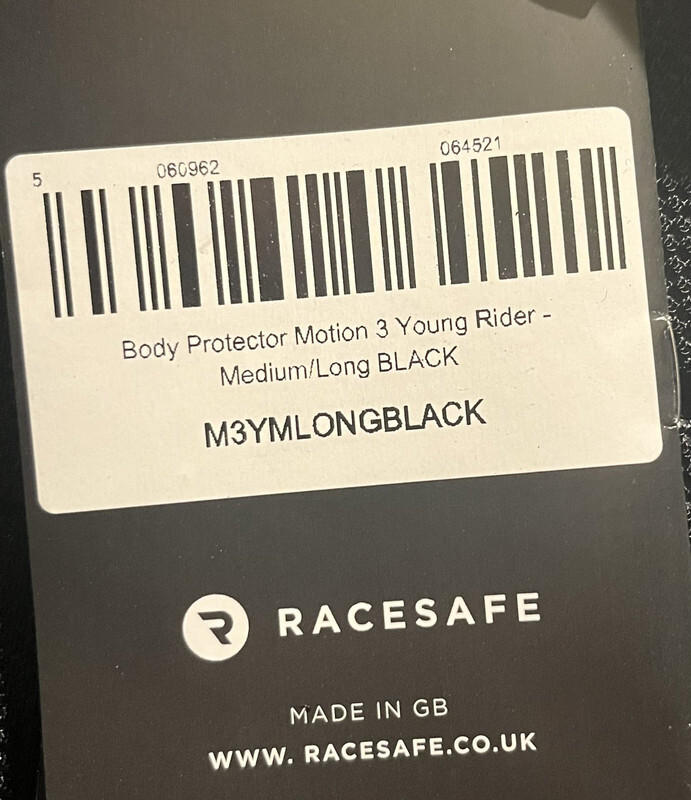 5 060962 064521
Body Protector Motion 3 Young Rider -
Medium/Long BLACK
M3YMLONGBLACK
RACESAFE
MADE IN GB
WWW. RACESAFE.CO.UK